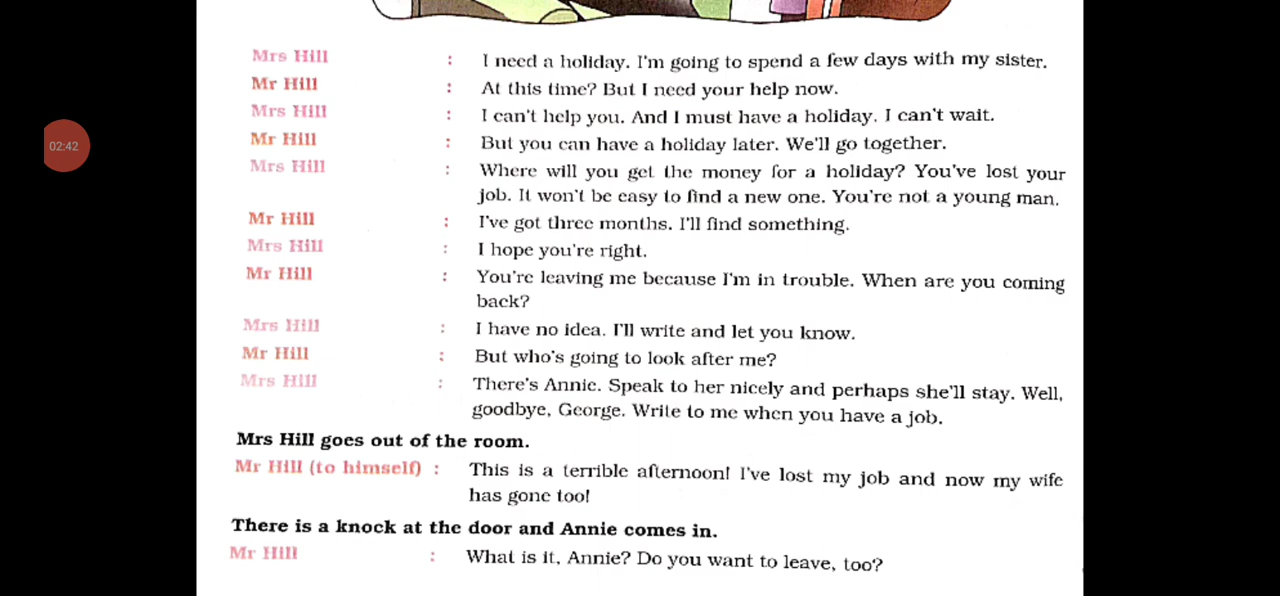 Mrs Hill : I need a holiday. I'm going to spend a few days with my sister.
Mr Hill : At this time? But I need your help now.
Mrs Hill : I can't help you. And I must have a holiday. I can't wait.
02:42
Mr Hill : But you can have a holiday later. We'll go together.
Mrs Hill : Where will you get the money for a holiday? You've lost your
job. It won't be easy to find a new one. You're not a young man.
Mr Hill : I've got three months. I'll find something.
Mrs Hill : I hope you're right.
Mr Hill : You're leaving me because I'm in trouble. When are you coming
back?
Mrs Hill : I have no idea. I'll write and let you know.
Mr Hill : But who's going to look after me?
Mrs Hill : There's Annie. Speak to her nicely and perhaps she'll stay. Well,
goodbye, George. Write to me when you have a job.
Mrs Hill goes out of the room.
Mr Hill (to himself) : This is a terrible afternoon! I've lost my job and now my wife
has gone too!
There is a knock at the door and Annie comes in.
Mr Hill : What is it, Annie? Do you want to leave, too?